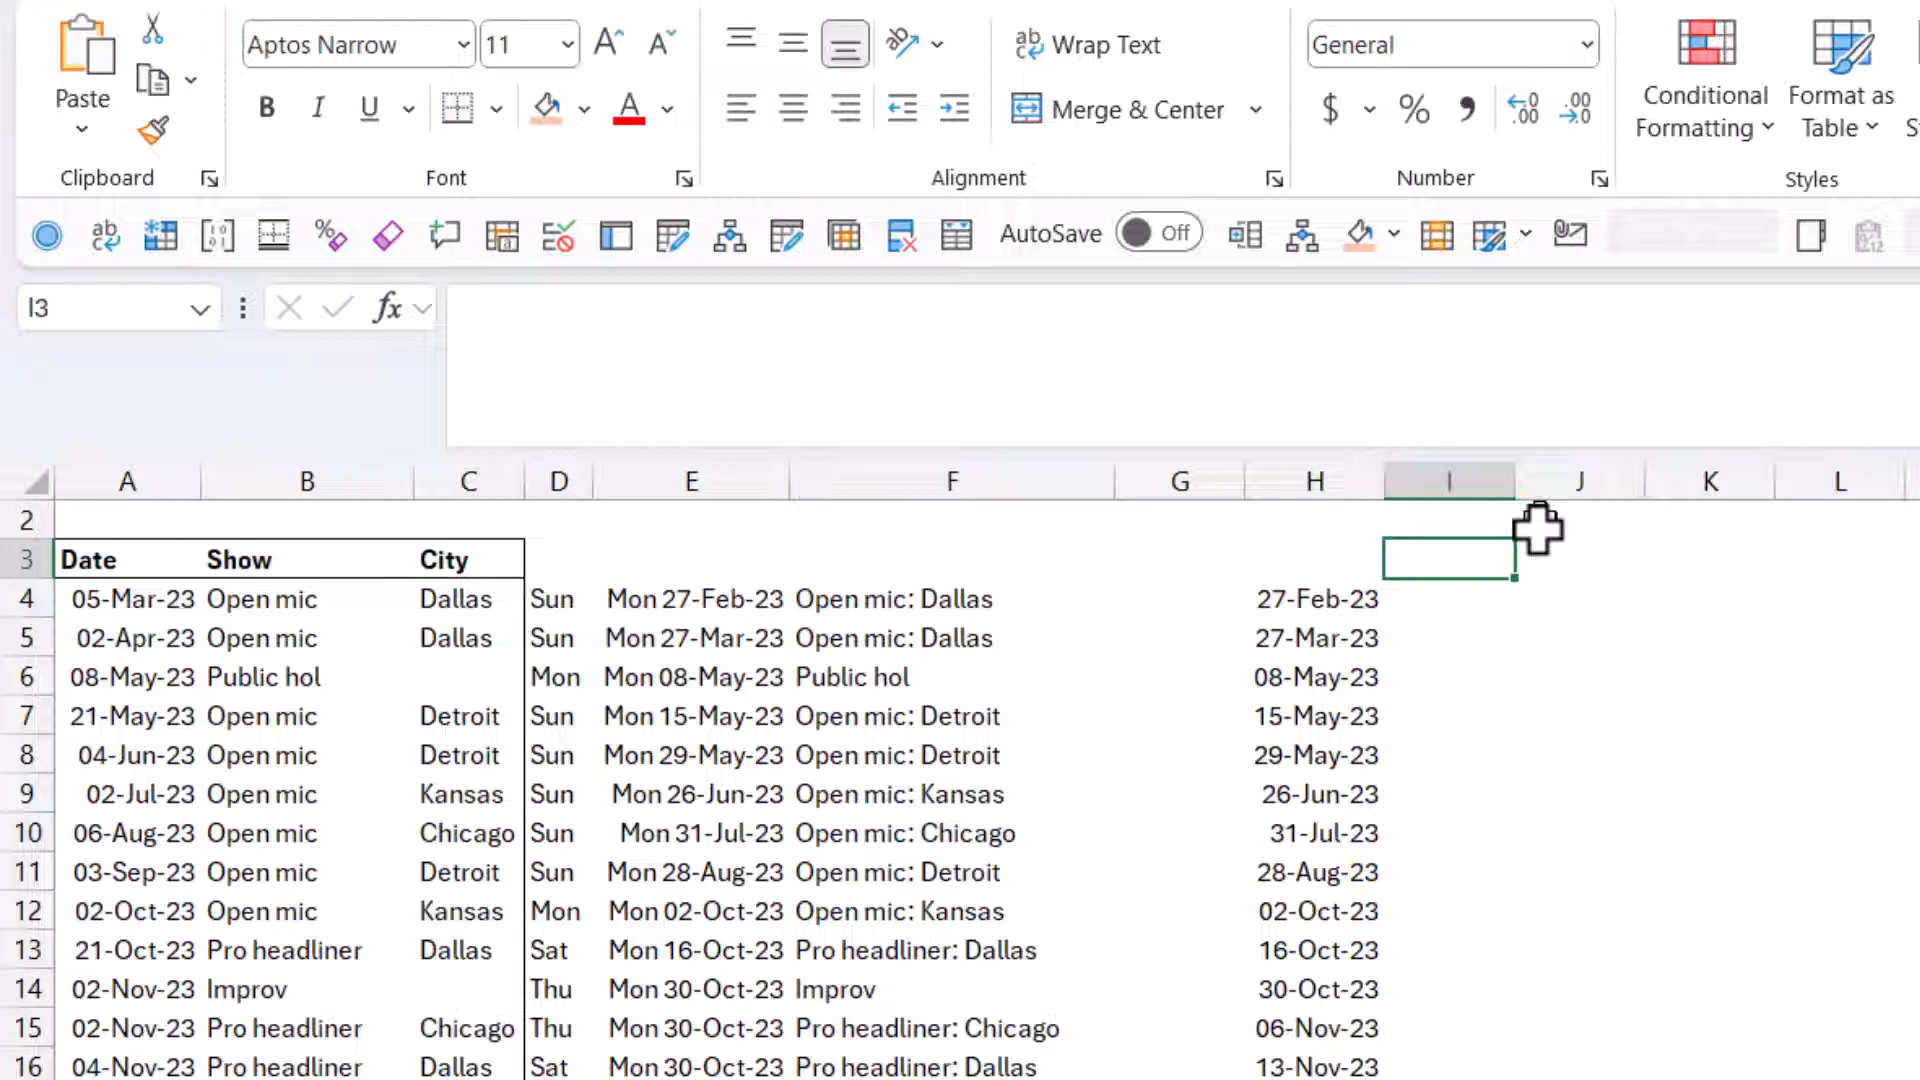 Aptos Narrow 11 ab Wrap Text General
Paste B I U A Merge & Center $ % 9 .00 .00 Conditional Formatting Format as Table
Clipboard Font Alignment Number Styles
ab AutoSave Off
I3 fx
A B C D E F G H I J K L
2
3 Date Show City
4 05-Mar-23 Open mic Dallas Sun Mon 27-Feb-23 Open mic: Dallas 27-Feb-23
5 02-Apr-23 Open mic Dallas Sun Mon 27-Mar-23 Open mic: Dallas 27-Mar-23
6 08-May-23 Public hol Mon Mon 08-May-23 Public hol 08-May-23
7 21-May-23 Open mic Detroit Sun Mon 15-May-23 Open mic: Detroit 15-May-23
8 04-Jun-23 Open mic Detroit Sun Mon 29-May-23 Open mic: Detroit 29-May-23
9 02-Jul-23 Open mic Kansas Sun Mon 26-Jun-23 Open mic: Kansas 26-Jun-23
10 06-Aug-23 Open mic Chicago Sun Mon 31-Jul-23 Open mic: Chicago 31-Jul-23
11 03-Sep-23 Open mic Detroit Sun Mon 28-Aug-23 Open mic: Detroit 28-Aug-23
12 02-Oct-23 Open mic Kansas Mon Mon 02-Oct-23 Open mic: Kansas 02-Oct-23
13 21-Oct-23 Pro headliner Dallas Sat Mon 16-Oct-23 Pro headliner: Dallas 16-Oct-23
14 02-Nov-23 Improv Thu Mon 30-Oct-23 Improv 30-Oct-23
15 02-Nov-23 Pro headliner Chicago Thu Mon 30-Oct-23 Pro headliner: Chicago 06-Nov-23
16 04-Nov-23 Pro headliner Dallas Sat Mon 30-Oct-23 Pro headliner: Dallas 13-Nov-23